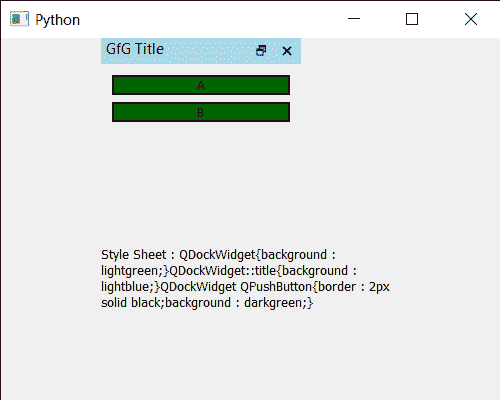 Python
GfG Title
A
B
Style Sheet : QDockWidget{background :
lightgreen;}QDockWidget::title{background :
lightblue;}QDockWidget QPushButton{border : 2px
solid black;background : darkgreen;}